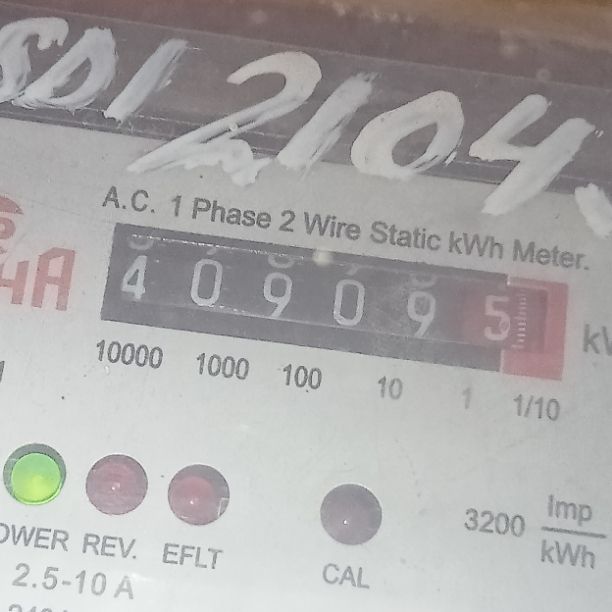 SDI 2104.
A.C. 1 Phase 2 Wire Static kWh Meter.
4 0 9 0 9 5
10000 1000 100 10 1 1/10
3200 Imp
kWh
REV. EFLT
CAL
2.5-10 A